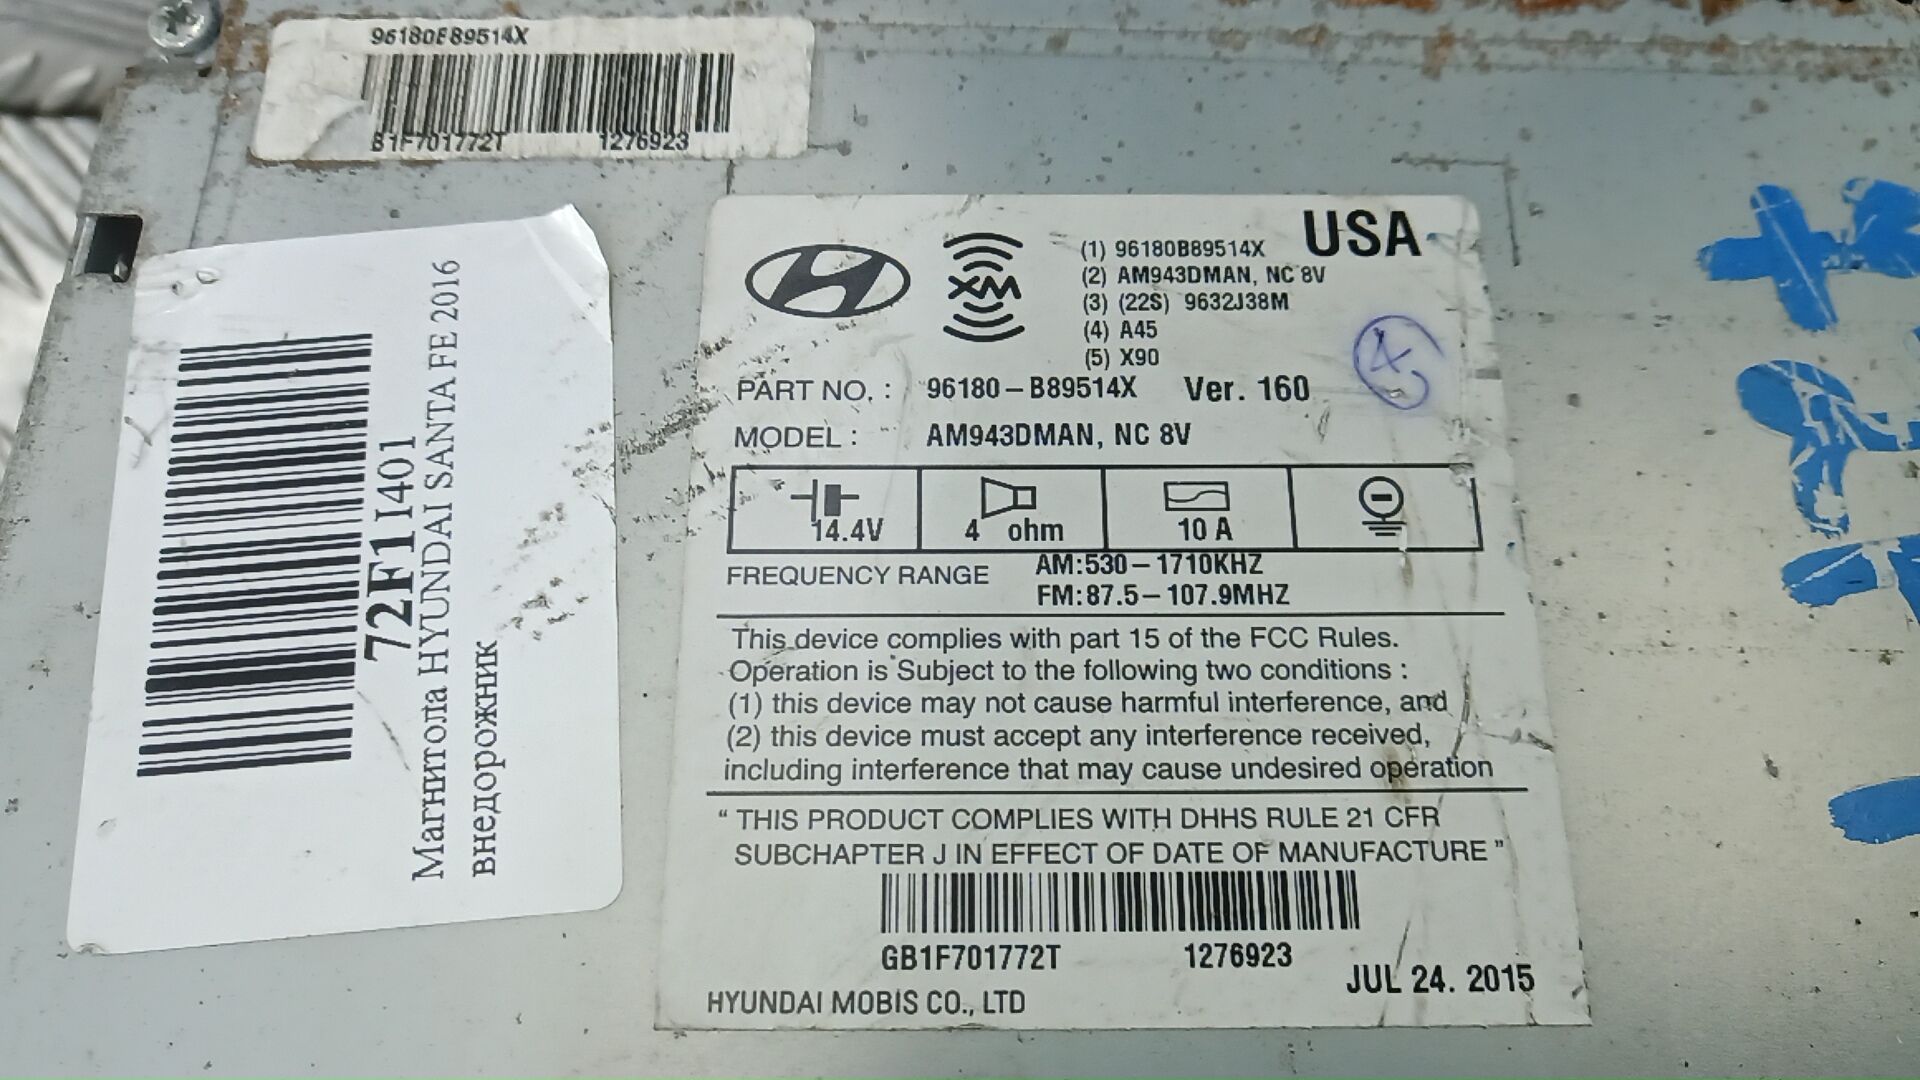 96180B89514X
B1F701772T 1276923
72F1I401
Магнитола HYUNDAI SANTA FE 2016
внедорожник
XM
USA
(1) 96180B89514X
(2) AM943DMAN, NC 8V
(3) (22S) 9632J38M
(4) A45
(5) X90
PART NO. : 96180-B89514X Ver. 160
MODEL : AM943DMAN, NC 8V
14.4V 4 ohm 10 A
FREQUENCY RANGE AM:530-1710KHZ
FM:87.5-107.9MHZ
This device complies with part 15 of the FCC Rules.
Operation is Subject to the following two conditions :
(1) this device may not cause harmful interference, and
(2) this device must accept any interference received,
including interference that may cause undesired operation
“ THIS PRODUCT COMPLIES WITH DHHS RULE 21 CFR
SUBCHAPTER J IN EFFECT OF DATE OF MANUFACTURE ”
GB1F701772T 1276923
JUL 24. 2015
HYUNDAI MOBIS CO., LTD